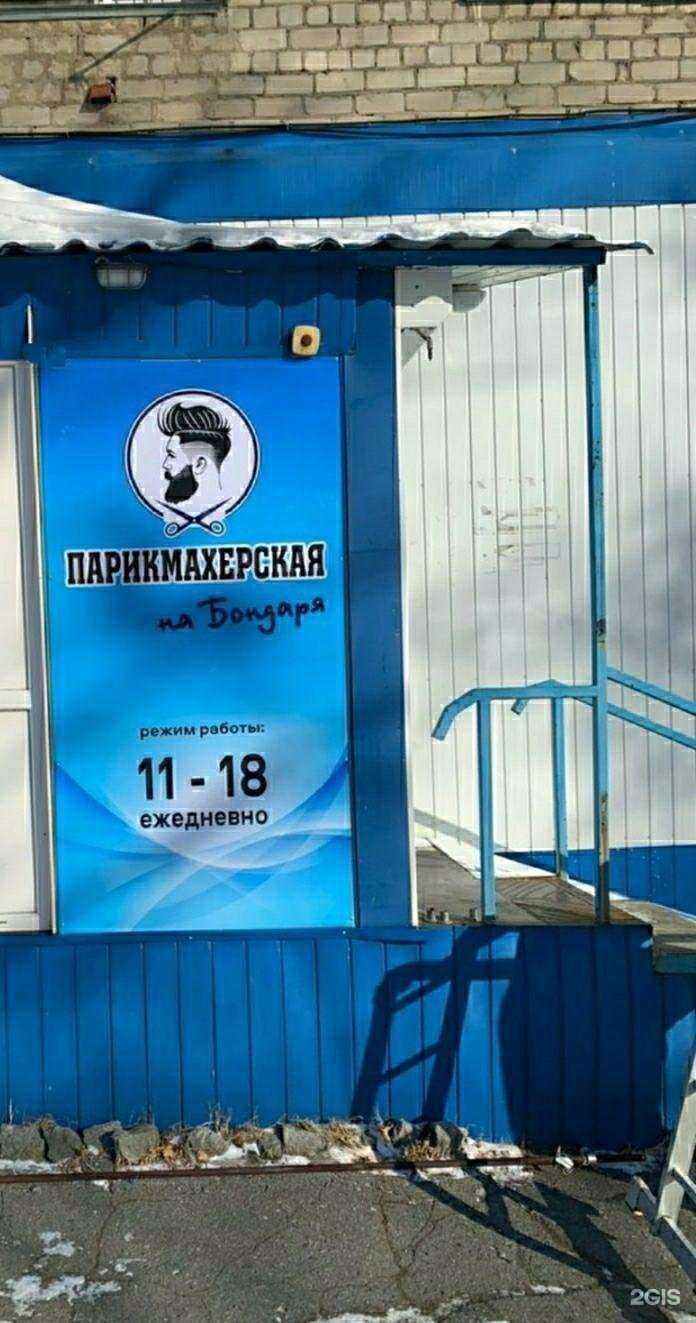 ПАРИКМАХЕРСКАЯ
на Бондаря
режим работы:
11 - 18
ежедневно
2GIS